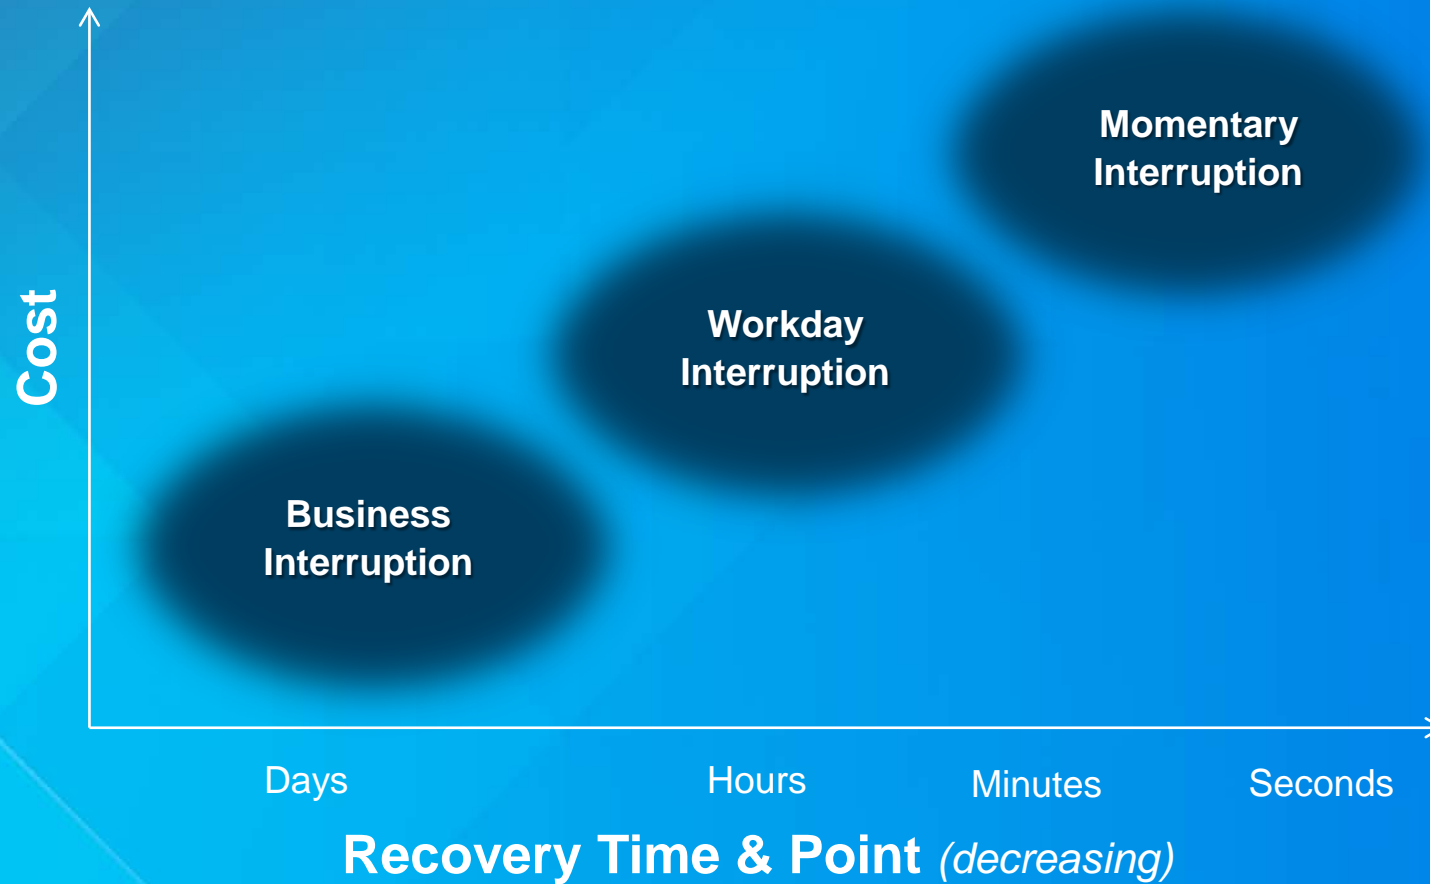 Momentary
Interruption
Workday
Interruption
Cost
Business
Interruption
Days Hours Minutes Seconds
Recovery Time & Point (decreasing)